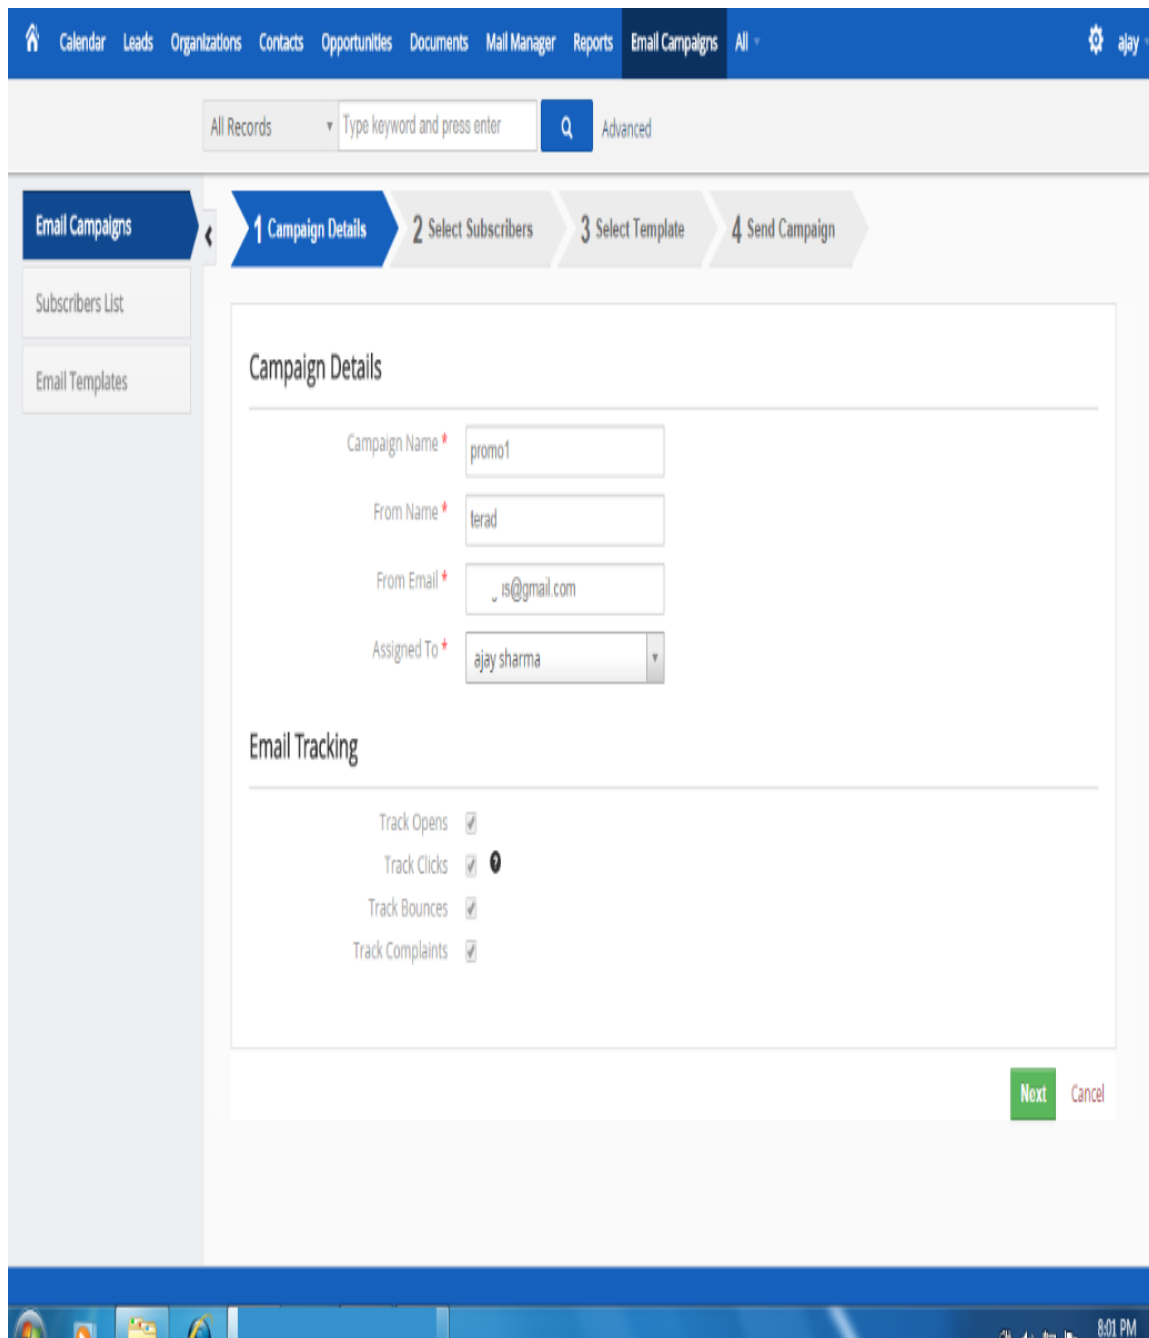 Calendar Leads Organizations Contacts Opportunities Documents Mail Manager Reports Email Campaigns All ajay
All Records Type keyword and press enter Advanced
Email Campaigns
Subscribers List
Email Templates
1 Campaign Details 2 Select Subscribers 3 Select Template 4 Send Campaign
Campaign Details
Campaign Name * promo1
From Name * terad
From Email * s@gmail.com
Assigned To * ajay sharma
Email Tracking
Track Opens
Track Clicks ?
Track Bounces
Track Complaints
Next Cancel
8:01 PM